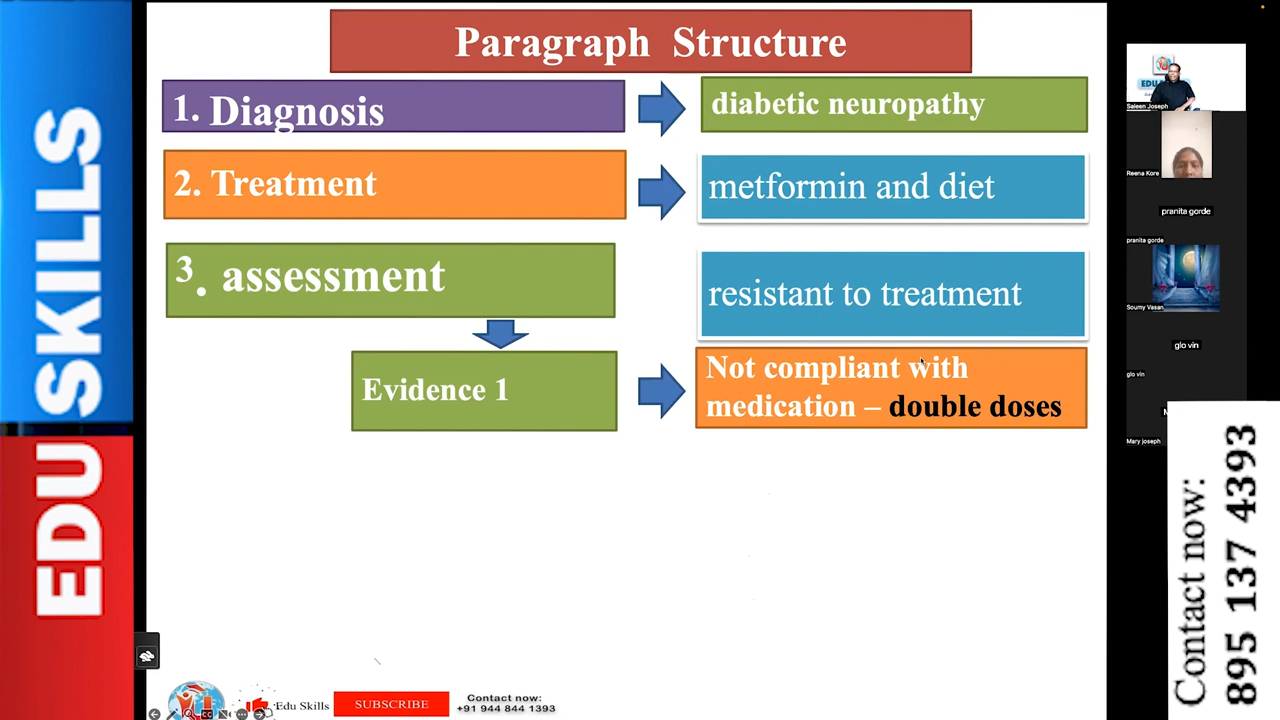 EDU SKILLS
Paragraph Structure
1. Diagnosis
diabetic neuropathy
2. Treatment
metformin and diet
3. assessment
resistant to treatment
Evidence 1
Not compliant with
medication – double doses
Edu Skills
SUBSCRIBE
Contact now:
+91 944 844 1393
EDU
Saleen Joseph
Reena Kore
pranita gorde
pranita gorde
Soumy Vasan
glo vin
glo vin
Mary joseph
Contact now:
895 137 4393